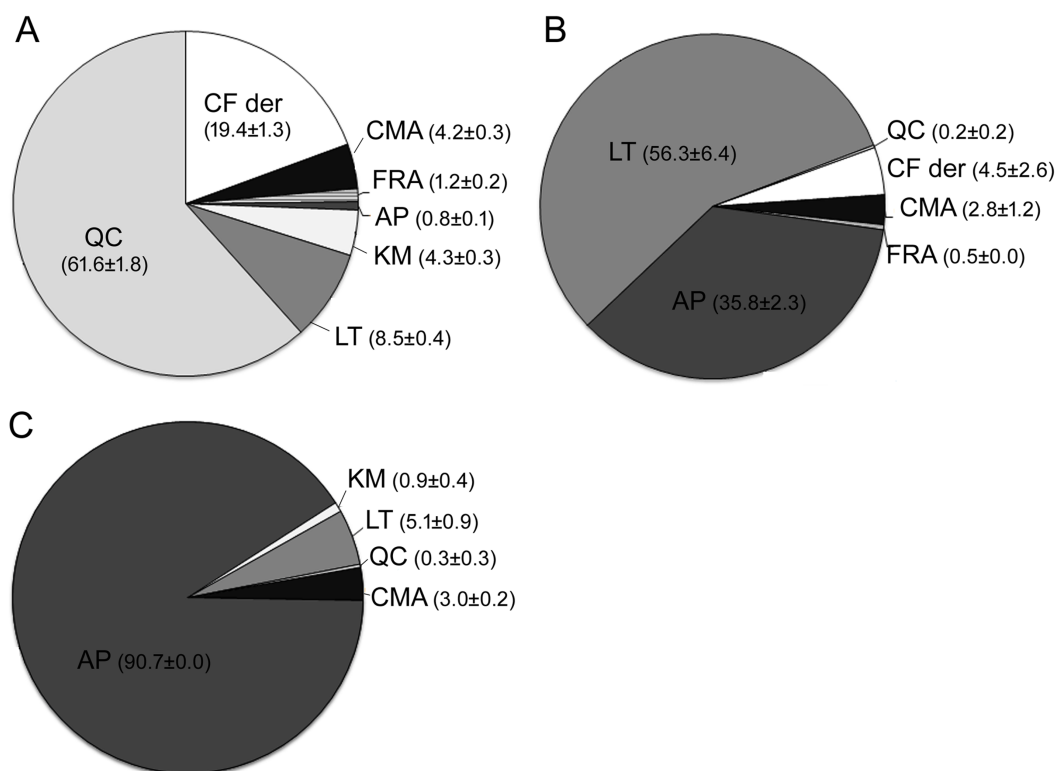 A
CF der
(19.4±1.3)
CMA (4.2±0.3)
FRA (1.2±0.2)
AP (0.8±0.1)
KM (4.3±0.3)
QC
(61.6±1.8)
LT (8.5±0.4)
B
LT (56.3±6.4)
QC (0.2±0.2)
CF der (4.5±2.6)
CMA (2.8±1.2)
FRA (0.5±0.0)
AP (35.8±2.3)
C
KM (0.9±0.4)
LT (5.1±0.9)
QC (0.3±0.3)
CMA (3.0±0.2)
AP (90.7±0.0)